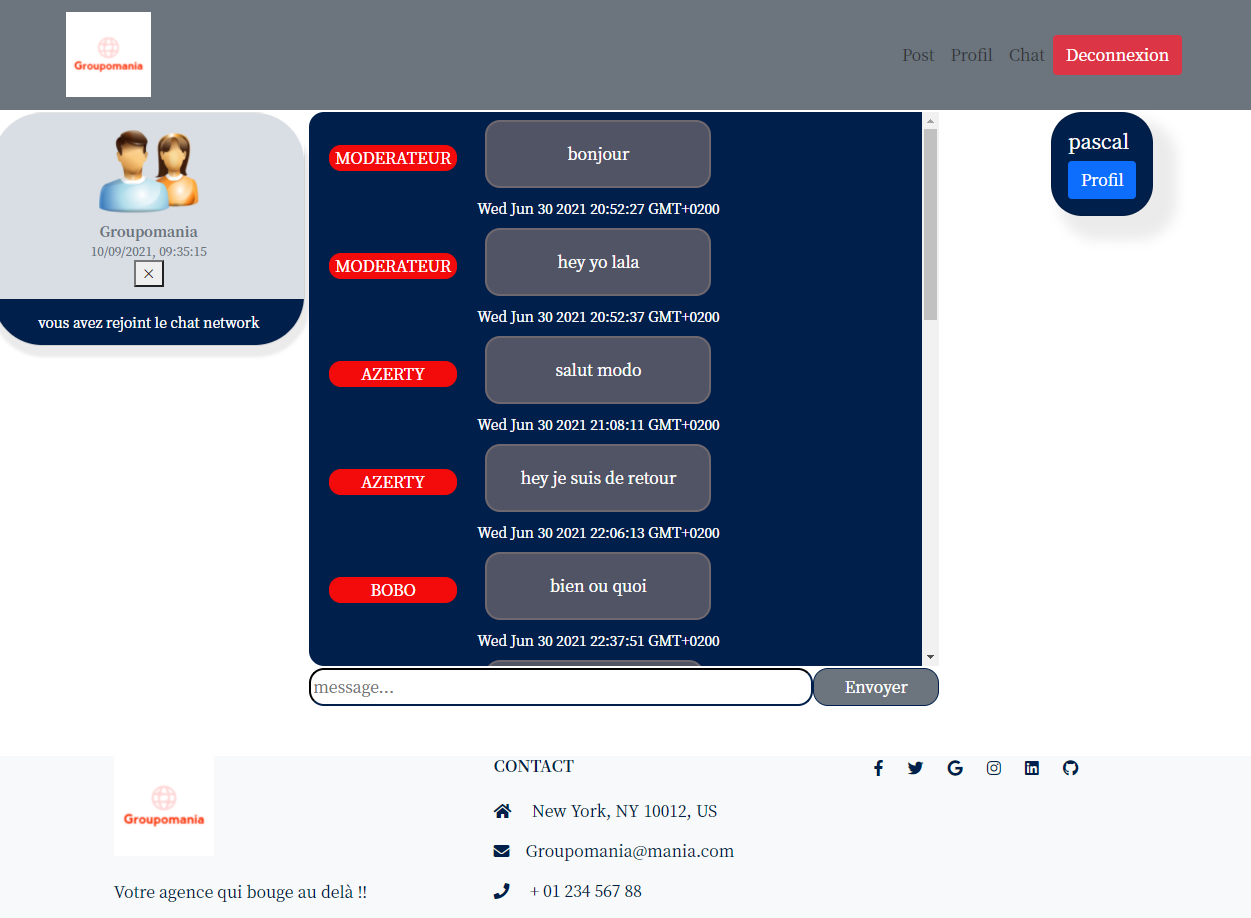 Groupomania
Post Profil Chat Deconnexion
Groupomania
10/09/2021, 09:35:15
×
vous avez rejoint le chat network
MODERATEUR
bonjour
Wed Jun 30 2021 20:52:27 GMT+0200
MODERATEUR
hey yo lala
Wed Jun 30 2021 20:52:37 GMT+0200
AZERTY
salut modo
Wed Jun 30 2021 21:08:11 GMT+0200
AZERTY
hey je suis de retour
Wed Jun 30 2021 22:06:13 GMT+0200
BOBO
bien ou quoi
Wed Jun 30 2021 22:37:51 GMT+0200
message...
Envoyer
pascal
Profil
Groupomania
Votre agence qui bouge au delà !!
CONTACT
New York, NY 10012, US
Groupomania@mania.com
+ 01 234 567 88